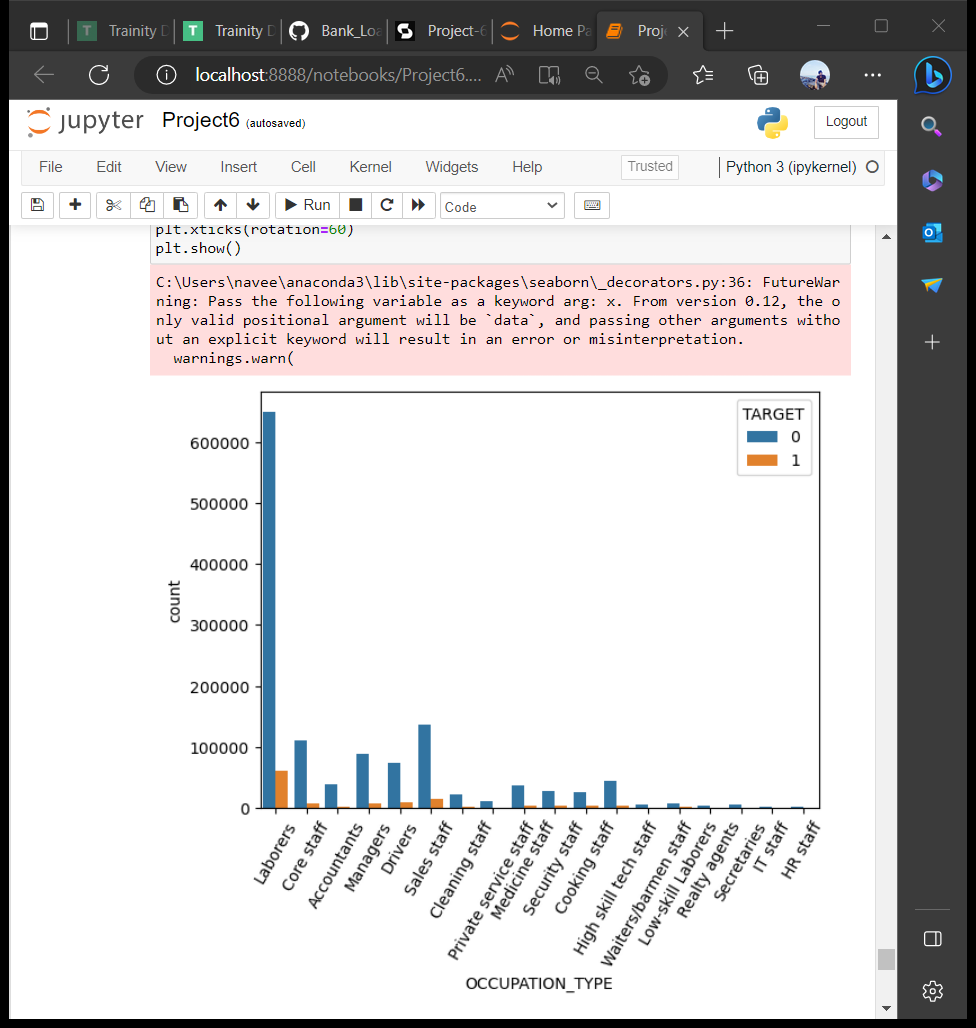 Trainity D
Trainity D
Bank_Loa
Project-6
Home Pa
Proj
localhost:8888/notebooks/Project6....
jupyter Project6 (autosaved)
Logout
File Edit View Insert Cell Kernel Widgets Help Trusted Python 3 (ipykernel)
Run Code
plt.xticks(rotation=60)
plt.show()
C:\Users\navee\anaconda3\lib\site-packages\seaborn\_decorators.py:36: FutureWar
ning: Pass the following variable as a keyword arg: x. From version 0.12, the o
nly valid positional argument will be `data`, and passing other arguments witho
ut an explicit keyword will result in an error or misinterpretation.
warnings.warn(
TARGET
0
1
600000
500000
400000
300000
200000
100000
0
count
Laborers
Core staff
Accountants
Managers
Drivers
Sales staff
Cleaning staff
Private service staff
Medicine staff
Security staff
Cooking staff
High skill tech staff
Waiters/barmen staff
Low-skill Laborers
Realty agents
Secretaries
IT staff
HR staff
OCCUPATION_TYPE